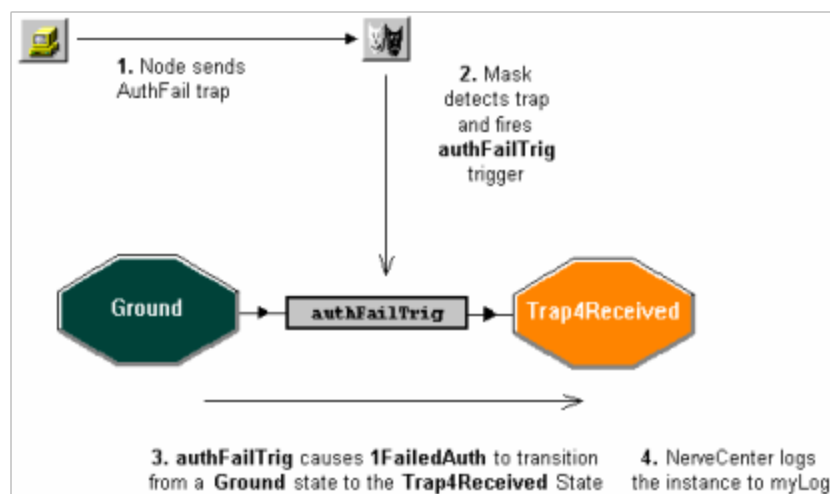 1. Node sends
AuthFail trap
2. Mask
detects trap
and fires
authFailTrig
trigger
Ground
authFailTrig
Trap4Received
3. authFailTrig causes 1FailedAuth to transition
from a Ground state to the Trap4Received State
4. NerveCenter logs
the instance to myLog